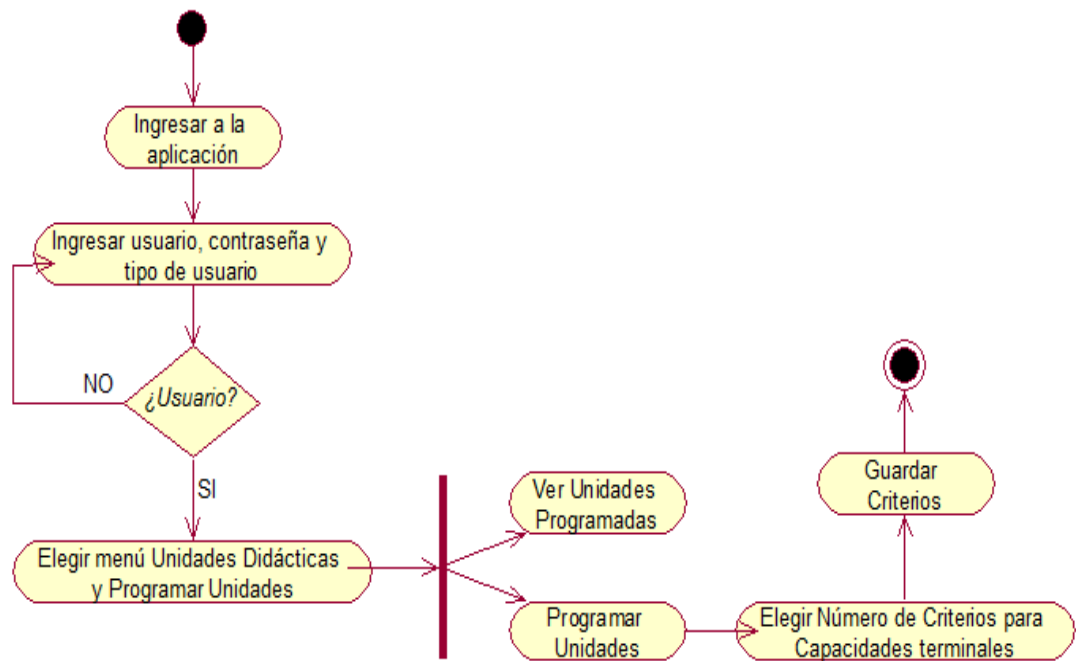 Ingresar a la
aplicación
Ingresar usuario, contraseña y
tipo de usuario
NO
¿Usuario?
SI
Elegir menú Unidades Didácticas
y Programar Unidades
Ver Unidades
Programadas
Programar
Unidades
Elegir Número de Criterios para
Capacidades terminales
Guardar
Criterios